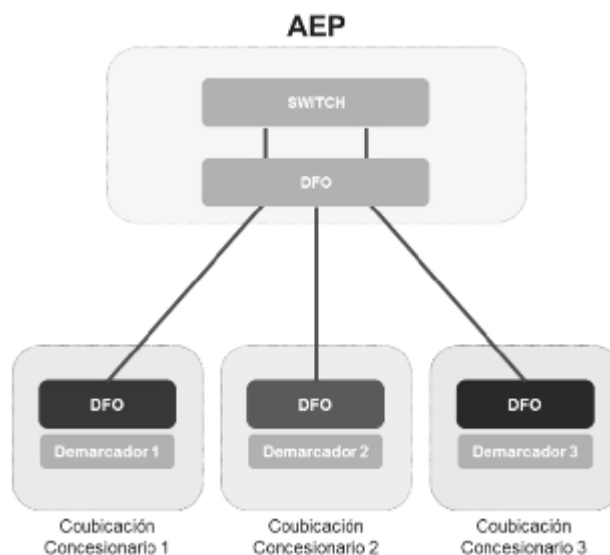 AEP
SWITCH
DFO
DFO
DFO
DFO
Demarcador 1
Demarcador 2
Demarcador 3
Coubicación
Concesionario 1
Coubicación
Concesionario 2
Coubicación
Concesionario 3